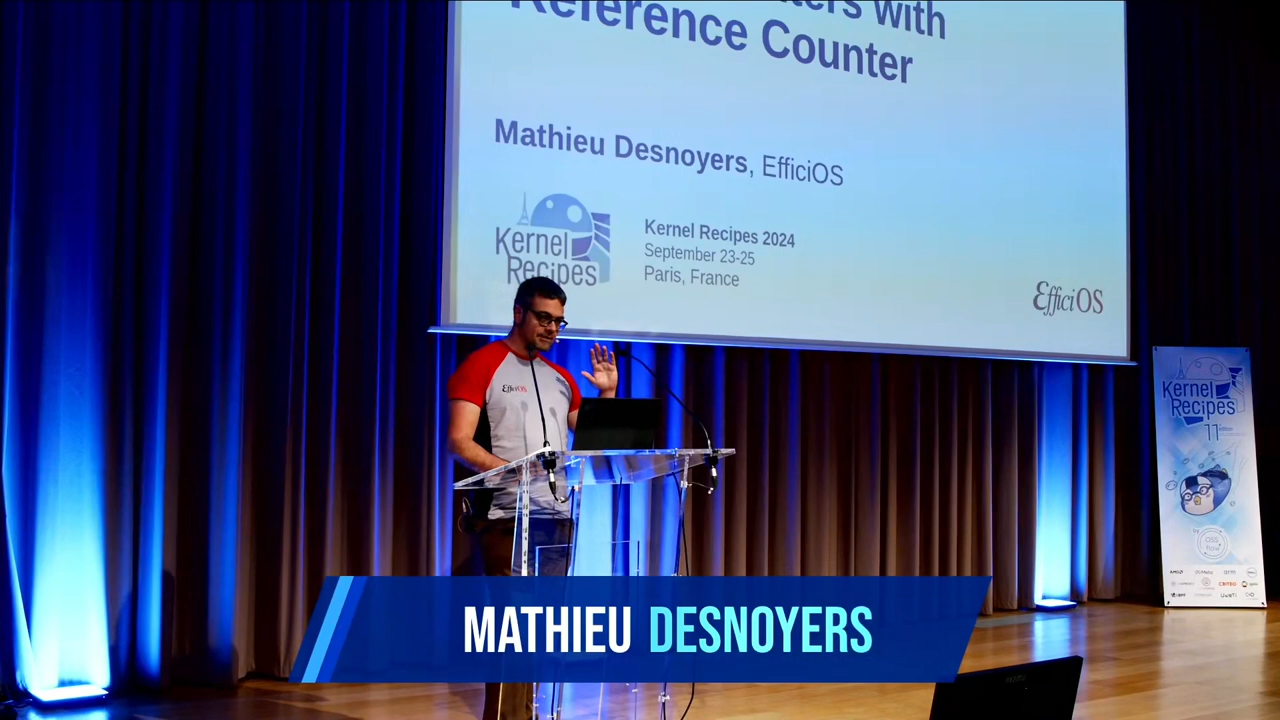 with
Reference Counter
Mathieu Desnoyers, EfficiOS
Kernel
Recipes
Kernel Recipes 2024
September 23-25
Paris, France
EfficiOS
EfficiOS
Kernel
Recipes
11
MATHIEU DESNOYERS